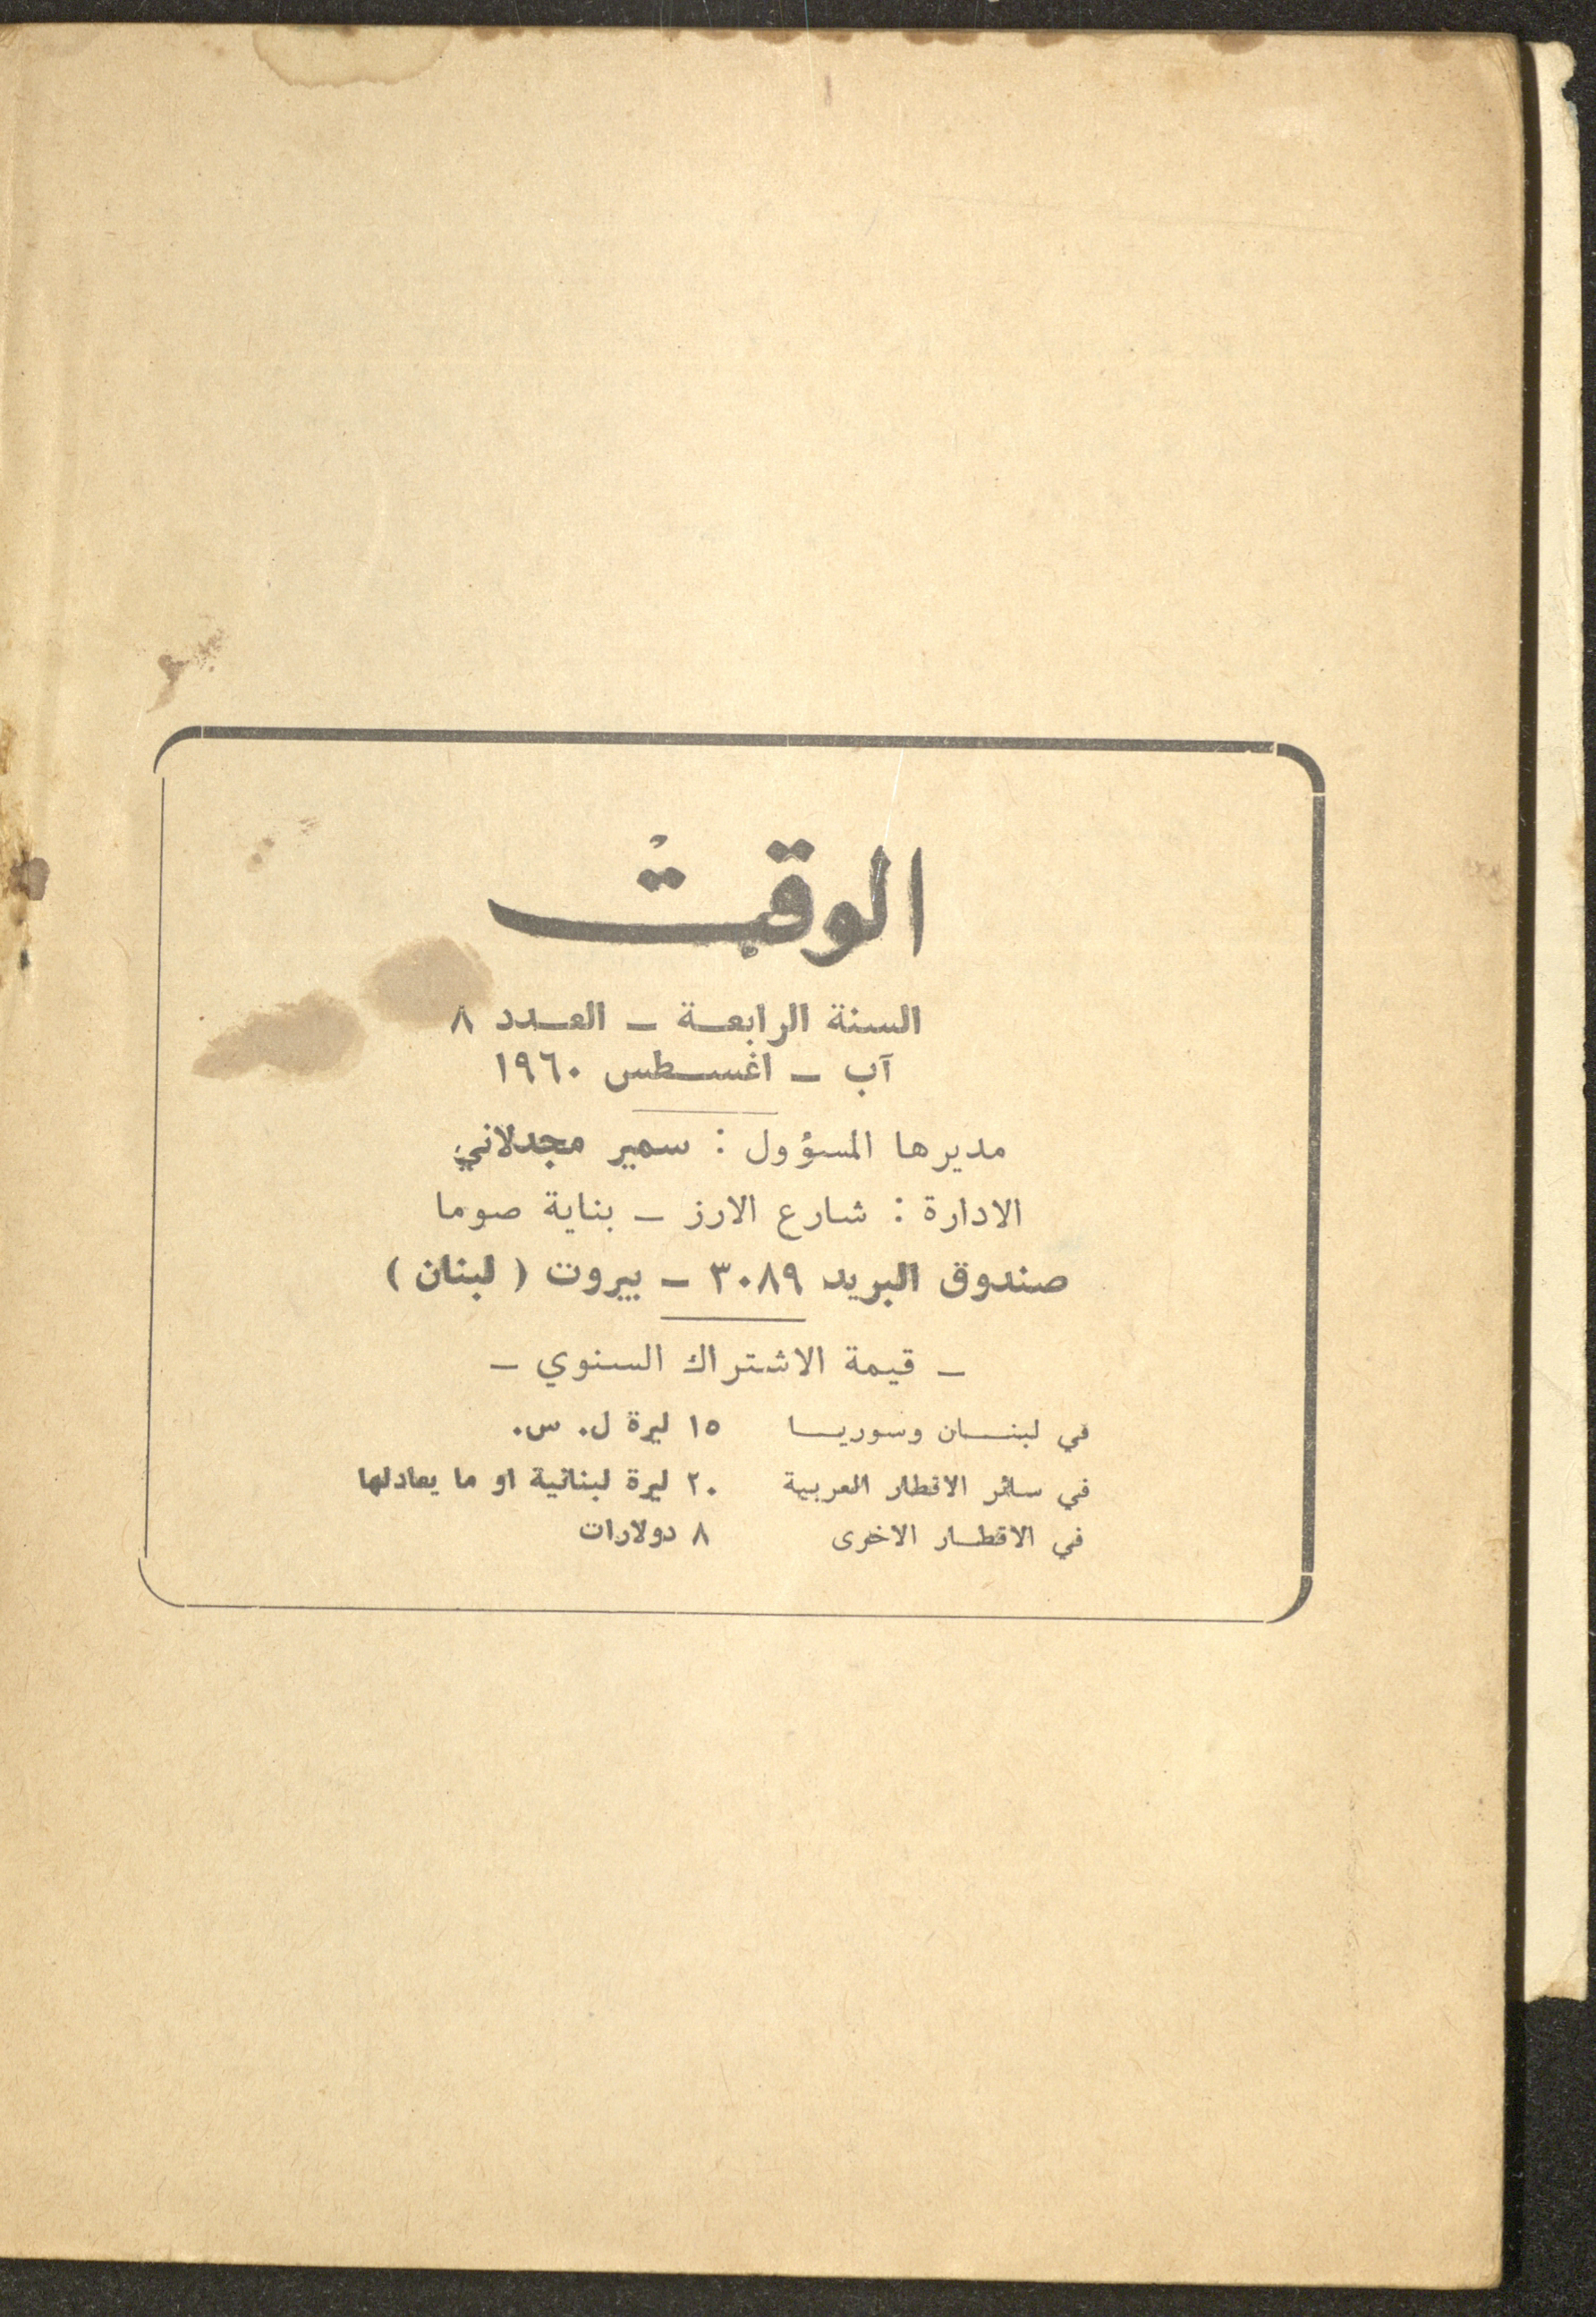 الوقت
السنة الرابعة – العدد ٨
آب – اغسطس ١٩٦٠
مديرها المسؤول : سمير مجدلاني
الادارة : شارع الارز – بناية صوما
صندوق البريد ٣٠٨٩ – بيروت ( لبنان )
– قيمة الاشتراك السنوي –
في لبنان وسوريا ١٥ ليرة ل. س.
في سائر الاقطار العربية ٢٠ ليرة لبنانية او ما يعادلها
في الاقطار الاخرى ٨ دولارات